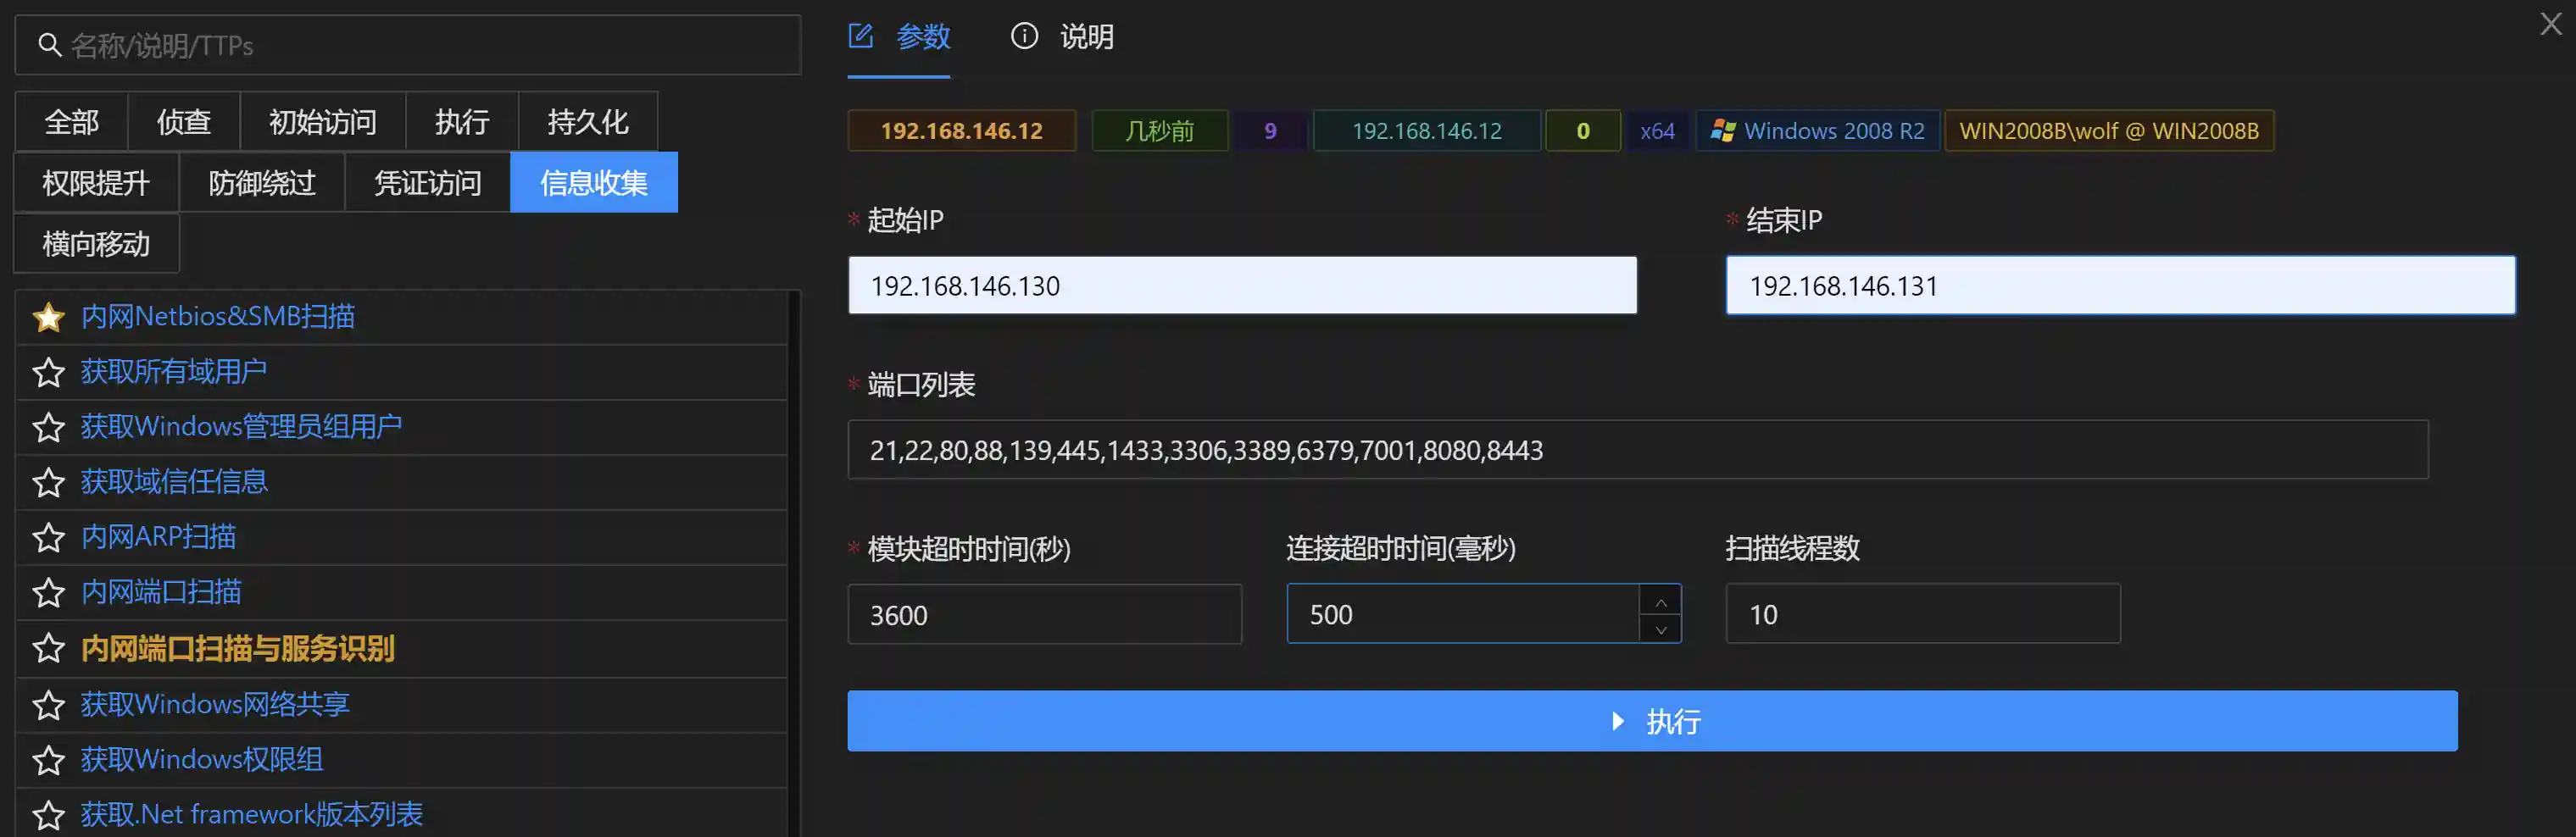 名称/说明/TTPs
全部 侦查 初始访问 执行 持久化
权限提升 防御绕过 凭证访问 信息收集
横向移动
内网Netbios&SMB扫描
获取所有域用户
获取Windows管理员组用户
获取域信任信息
内网ARP扫描
内网端口扫描
内网端口扫描与服务识别
获取Windows网络共享
获取Windows权限组
获取.Net framework版本列表
参数 说明
192.168.146.12 几秒前 9 192.168.146.12 0 x64 Windows 2008 R2 WIN2008B\wolf @ WIN2008B
* 起始IP * 结束IP
192.168.146.130 192.168.146.131
* 端口列表
21,22,80,88,139,445,1433,3306,3389,6379,7001,8080,8443
* 模块超时时间(秒) 连接超时时间(毫秒) 扫描线程数
3600 500 10
执行